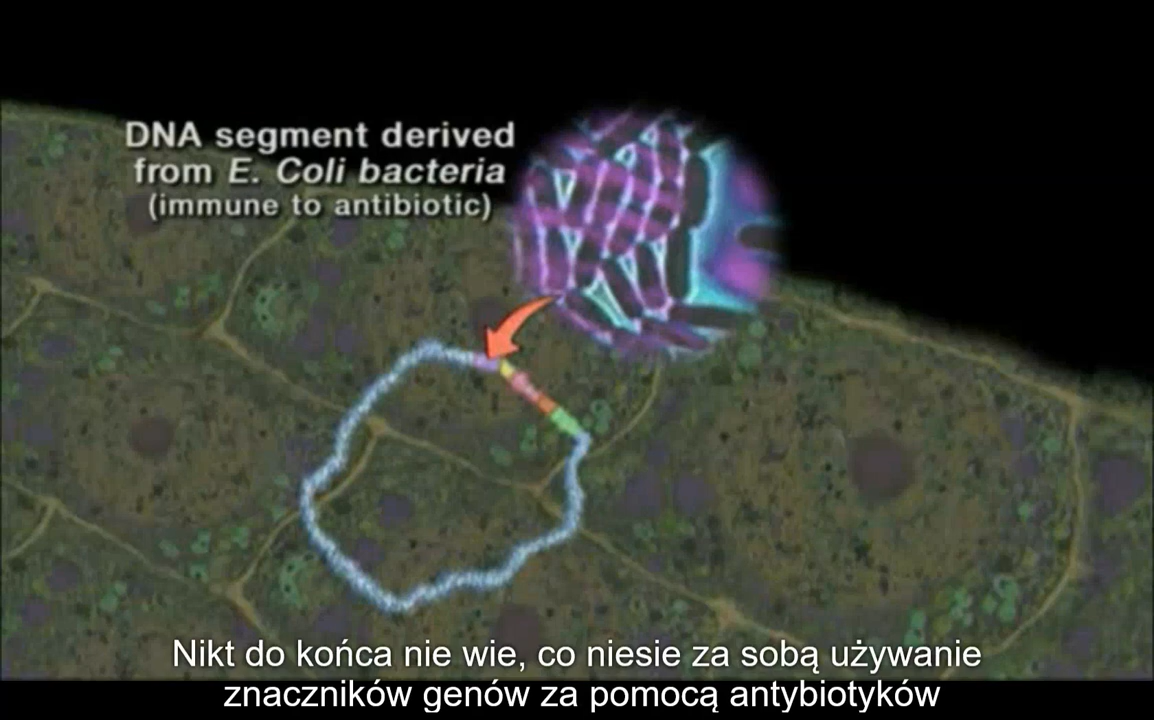 DNA segment derived
from E. Coli bacteria
(immune to antibiotic)
Nikt do końca nie wie, co niesie za sobą używanie
znaczników genów za pomocą antybiotyków